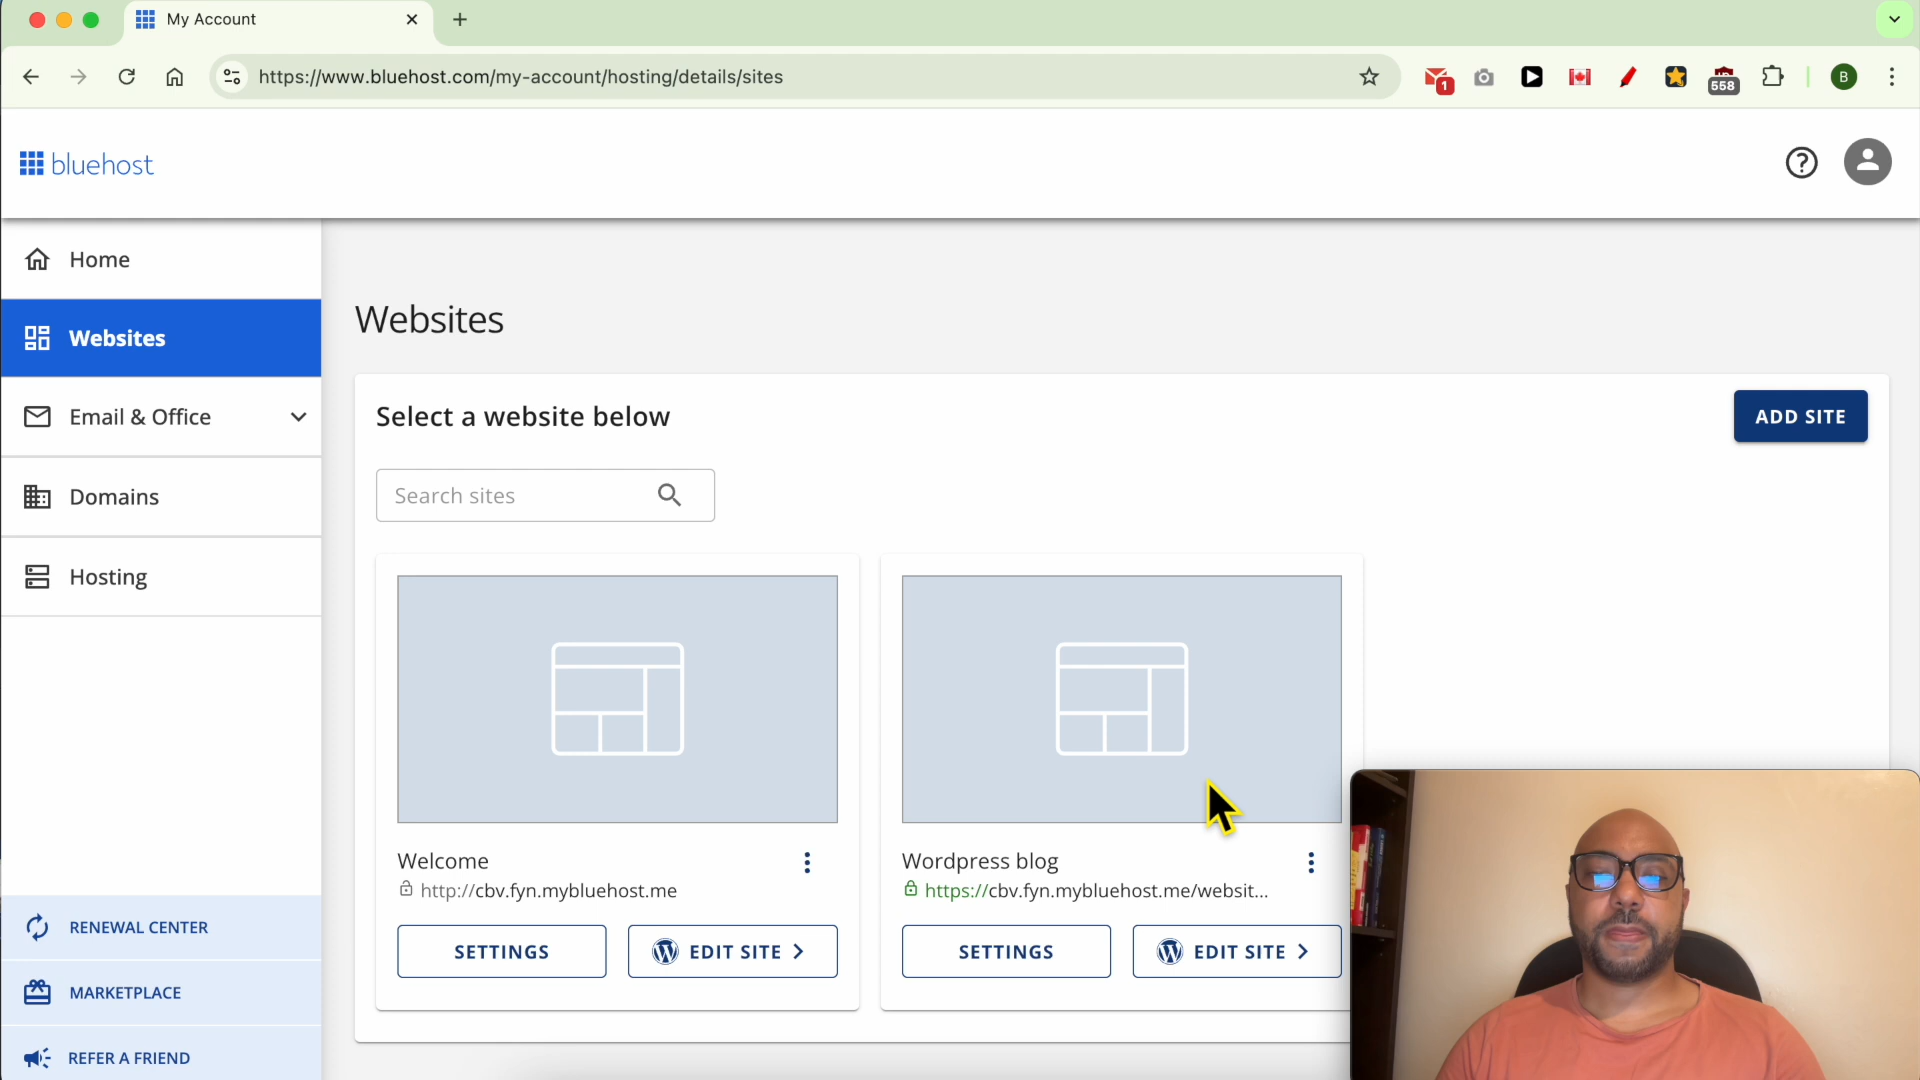 My Account
https://www.bluehost.com/my-account/hosting/details/sites
1
558
B
bluehost
Home
Websites
Email & Office
Domains
Hosting
RENEWAL CENTER
MARKETPLACE
REFER A FRIEND
Websites
Select a website below
ADD SITE
Search sites
Welcome
http://cbv.fyn.mybluehost.me
SETTINGS
EDIT SITE
Wordpress blog
https://cbv.fyn.mybluehost.me/websit...
SETTINGS
EDIT SITE